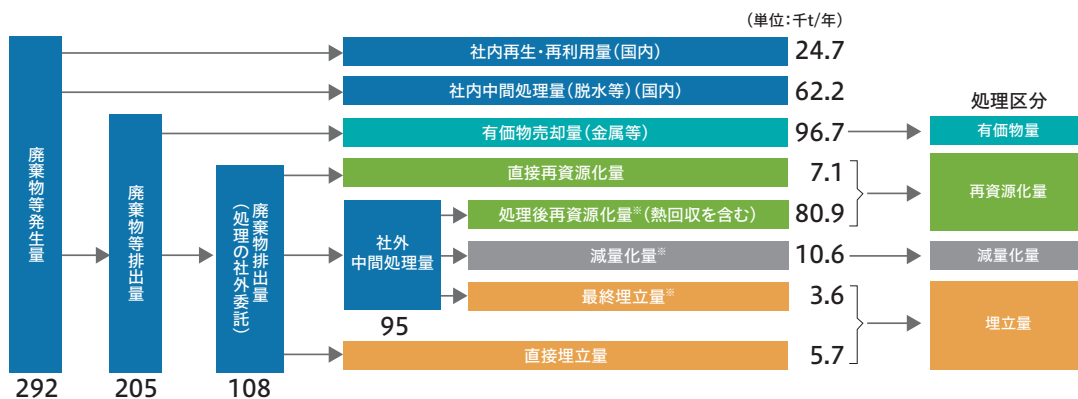 (単位:千t/年)
社内再生・再利用量(国内)
24.7
社内中間処理量(脱水等)(国内)
62.2
処理区分
有価物売却量(金属等)
96.7
有価物量
直接再資源化量
7.1
再資源化量
処理後再資源化量※(熱回収を含む)
80.9
社外
中間処理量
減量化量※
10.6
減量化量
最終埋立量※
3.6
埋立量
95
直接埋立量
5.7
廃棄物等発生量
292
廃棄物等排出量
205
廃棄物排出量
(処理の社外委託)
108